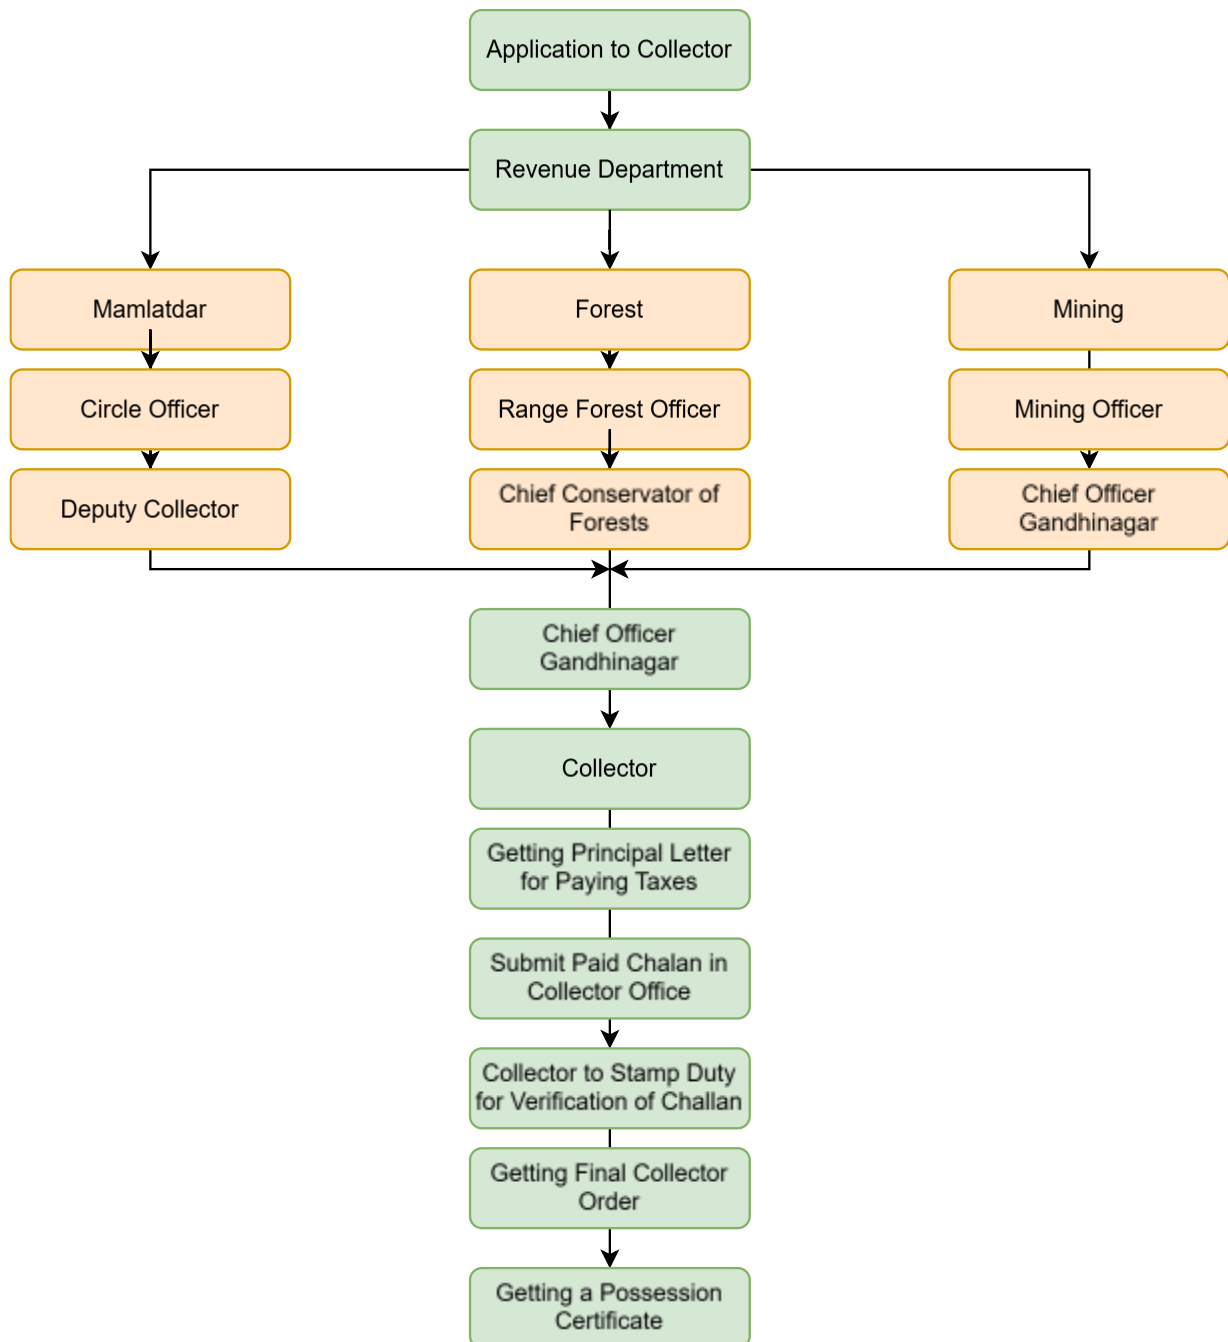 Application to Collector
Revenue Department
Mamlatdar
Forest
Mining
Circle Officer
Range Forest Officer
Mining Officer
Deputy Collector
Chief Conservator of
Forests
Chief Officer
Gandhinagar
Chief Officer
Gandhinagar
Collector
Getting Principal Letter
for Paying Taxes
Submit Paid Chalan in
Collector Office
Collector to Stamp Duty
for Verification of Challan
Getting Final Collector
Order
Getting a Possession
Certificate